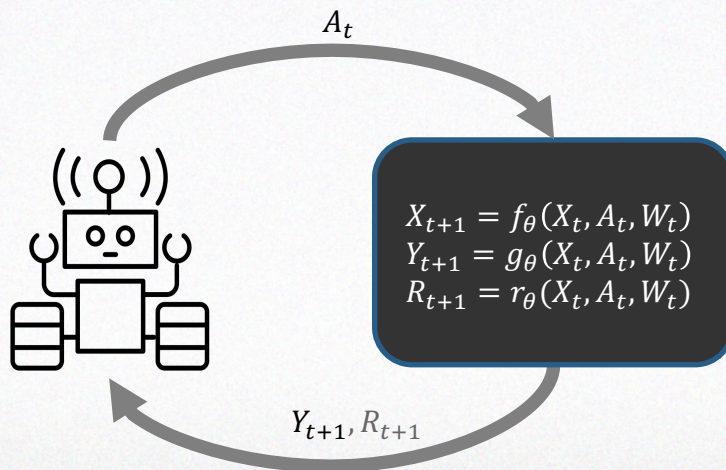 A_t
X_{t+1} = f_θ(X_t, A_t, W_t)
Y_{t+1} = g_θ(X_t, A_t, W_t)
R_{t+1} = r_θ(X_t, A_t, W_t)
Y_{t+1}, R_{t+1}